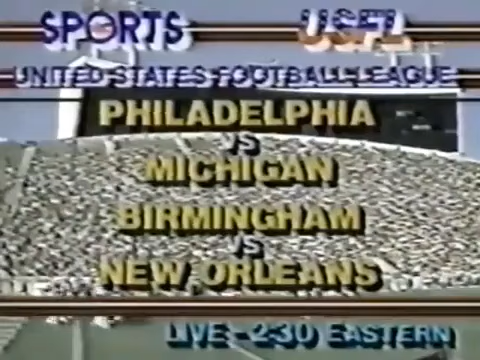 SPORTS USFL
UNITED STATES FOOTBALL LEAGUE
PHILADELPHIA
VS
MICHIGAN
BIRMINGHAM
VS
NEW ORLEANS
LIVE-2:30 EASTERN